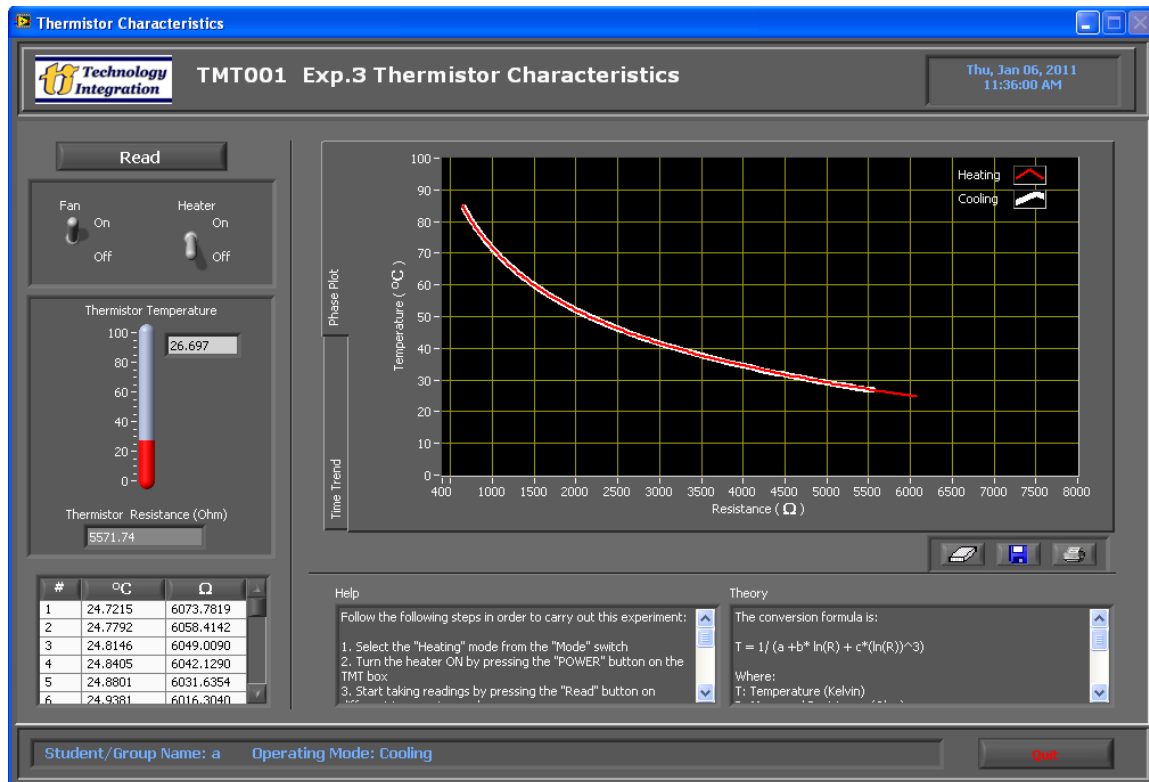 Thermistor Characteristics
Technology
Integration
TMT001 Exp.3 Thermistor Characteristics
Thu, Jan 06, 2011
11:36:00 AM
Read
Fan
On
Off
Heater
On
Off
Thermistor Temperature
100
80
60
40
20
0
26.697
Thermistor Resistance (Ohm)
5571.74
# °C Ω
1 24.7215 6073.7819
2 24.7792 6058.4142
3 24.8146 6049.0090
4 24.8405 6042.1290
5 24.8801 6031.6354
6 24.9381 6016.3040
Phase Plot
Time Trend
Temperature ( °C )
100
90
80
70
60
50
40
30
20
10
0
400 1000 1500 2000 2500 3000 3500 4000 4500 5000 5500 6000 6500 7000 7500 8000
Resistance ( Ω )
Heating
Cooling
Help
Follow the following steps in order to carry out this experiment:
1. Select the "Heating" mode from the "Mode" switch
2. Turn the heater ON by pressing the "POWER" button on the
TMT box
3. Start taking readings by pressing the "Read" button on
Theory
The conversion formula is:
T = 1/ (a +b* ln(R) + c*(ln(R))^3)
Where:
T: Temperature (Kelvin)
Student/Group Name: a Operating Mode: Cooling
Quit